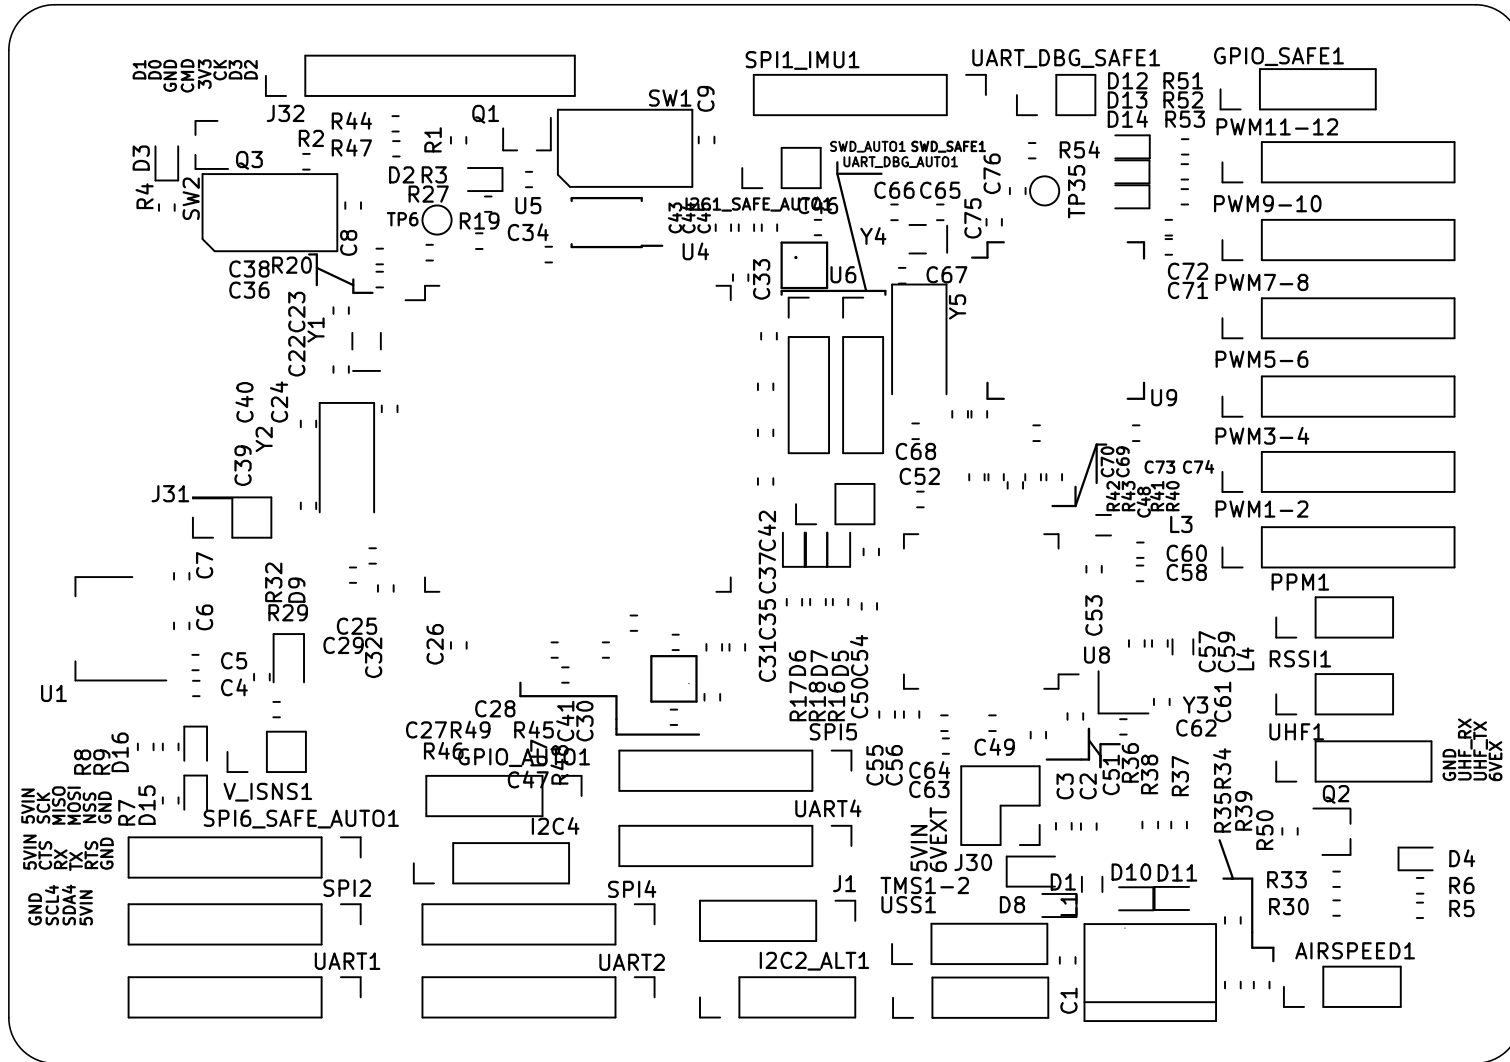 D1
D0
GND
CMD
3V3
CK
D3
D2
J32
SPI1_IMU1
UART_DBG_SAFE1
GPIO_SAFE1
D12
R51
D13
R52
D14
R53
SW1
C9
Q1
R1
R44
R47
R2
Q3
D3
R4
SW2
D2
R3
R27
TP6
R19
U5
C34
U4
SWD_AUTO1
SWD_SAFE1
UART_DBG_AUTO1
R54
C76
TP35
C66
C65
C75
C46
Y4
U6
C67
C33
C43
PWM11-12
PWM9-10
C72
C71
PWM7-8
PWM5-6
PWM3-4
PWM1-2
C8
R20
C38
C36
C23
Y1
C22
C40
C24
Y2
C39
J31
Y5
U9
C68
C52
C70
C69
C73
C74
R42
R43
C48
R41
R40
L3
C60
C58
C42
C37
C7
R32
D9
R29
C6
C25
C29
C32
C26
C5
C4
U1
C35
C31
R17
D6
R18
D7
R16
D5
C50
C54
C53
U8
PPM1
RSSI1
C57
C59
L4
Y3
C61
C62
UHF1
GND
UHF_RX
UHF_TX
6VEX
C28
C27
R49
R45
R46
C41
C30
GPIO_AUTO1
C47
R48
SPI5
C55
C56
C64
C63
C49
C3
C2
C51
R36
R38
R37
R34
R35
R39
R50
Q2
R8
R9
D16
V_ISNS1
R7
D15
5VIN
SCK
MISO
MOSI
NSS
GND
SPI6_SAFE_AUTO1
UART4
I2C4
5VIN
CTS
RX
TX
RTS
GND
5VIN
6VEXT
J30
TMS1-2
USS1
D8
D1
D10
D11
D4
R33
R6
R30
R5
GND
SCL4
SDA4
5VIN
SPI2
SPI4
J1
UART1
UART2
I2C2_ALT1
C1
AIRSPEED1